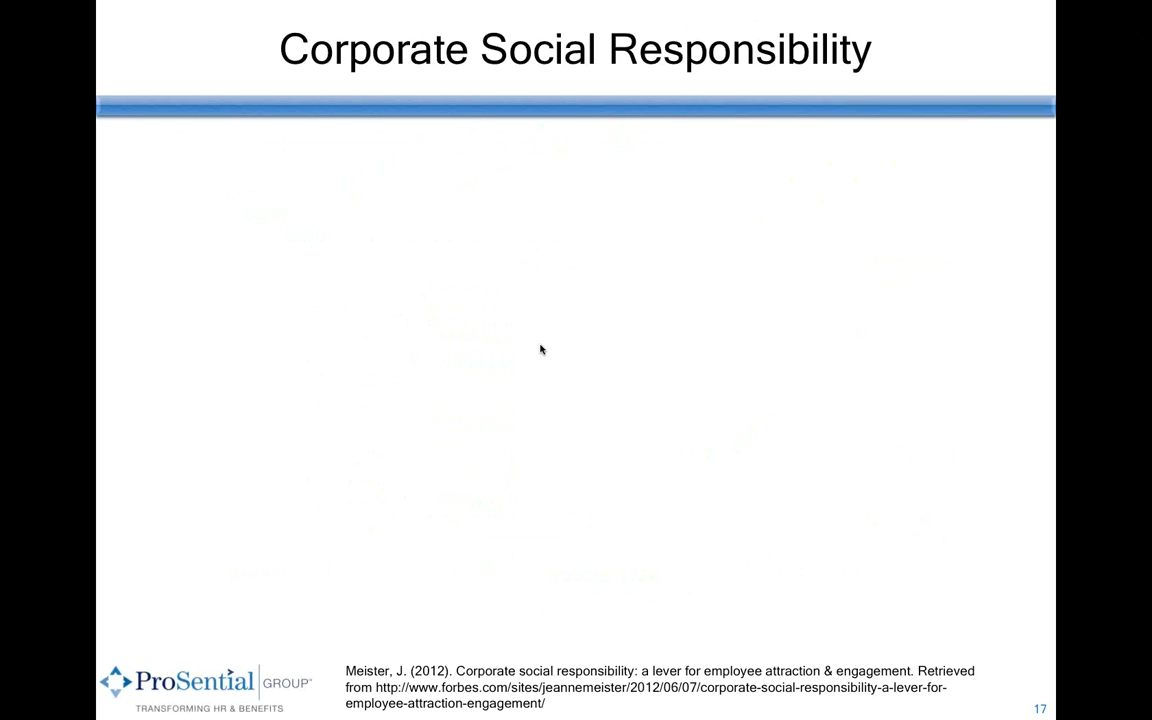 Corporate Social Responsibility
ProSential GROUP™
TRANSFORMING HR & BENEFITS
Meister, J. (2012). Corporate social responsibility: a lever for employee attraction & engagement. Retrieved
from http://www.forbes.com/sites/jeannemeister/2012/06/07/corporate-social-responsibility-a-lever-for-
employee-attraction-engagement/
17